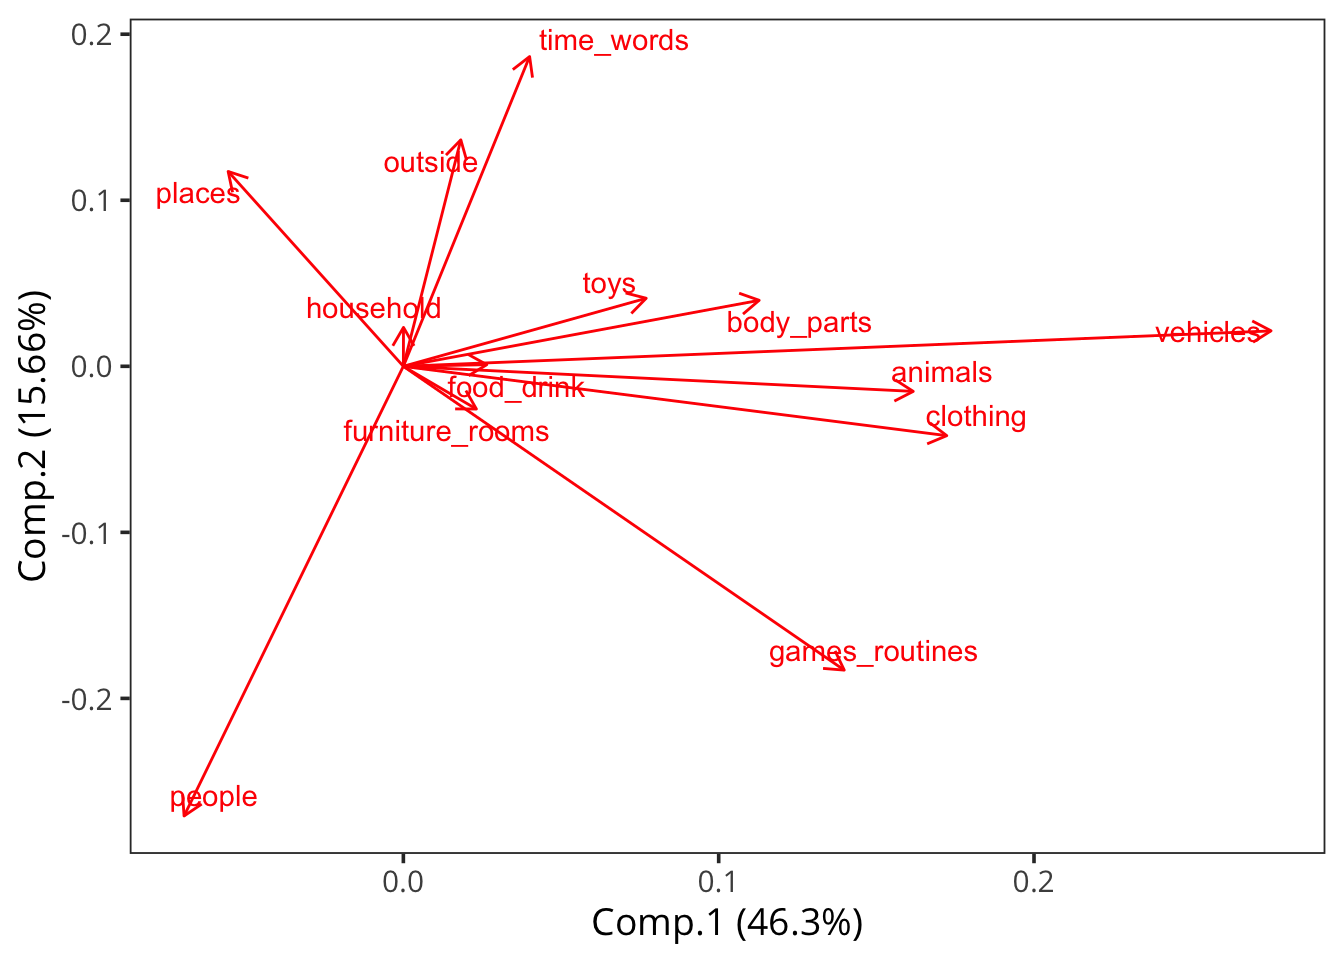 0.2
time_words
outside
places
0.1
toys
household
body_parts
vehicles
0.0
animals
food_drink
clothing
furniture_rooms
-0.1
games_routines
-0.2
people
0.0
0.1
0.2
Comp.1 (46.3%)
Comp.2 (15.66%)